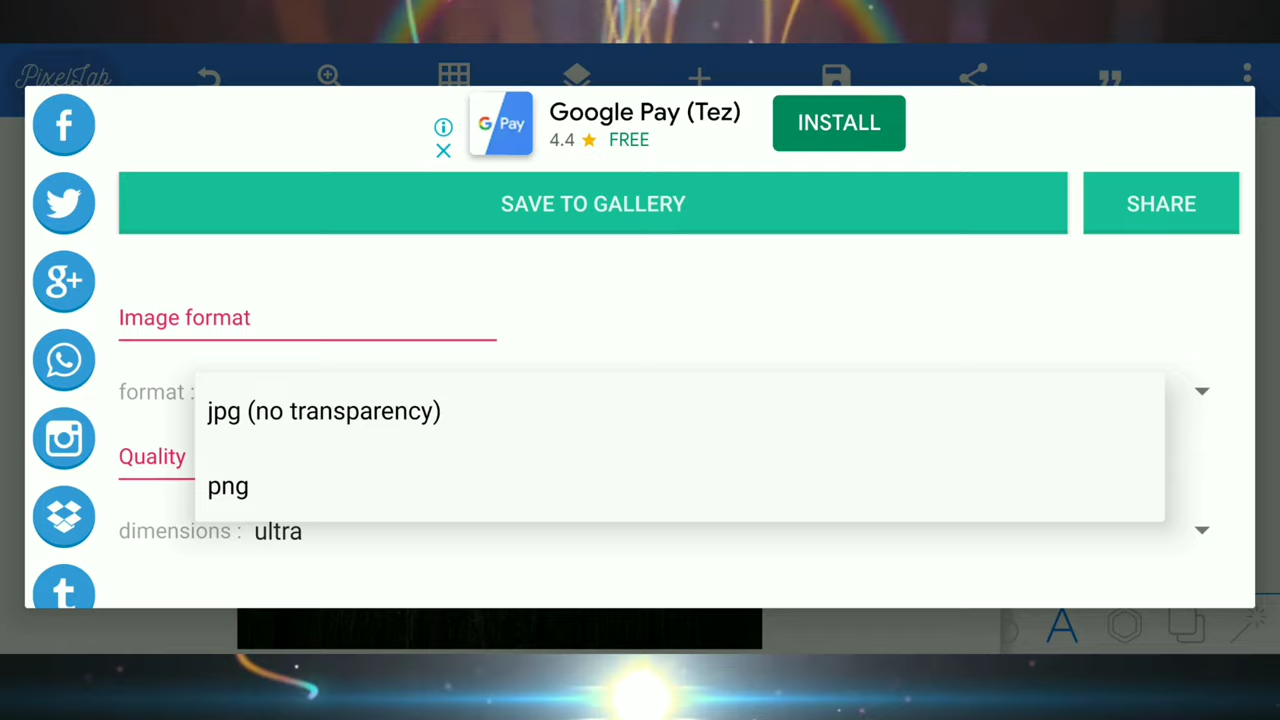 PixelLab
Google Pay (Tez)
G Pay
4.4 ★ FREE
INSTALL
SAVE TO GALLERY
SHARE
Image format
format :
jpg (no transparency)
Quality
png
dimensions : ultra